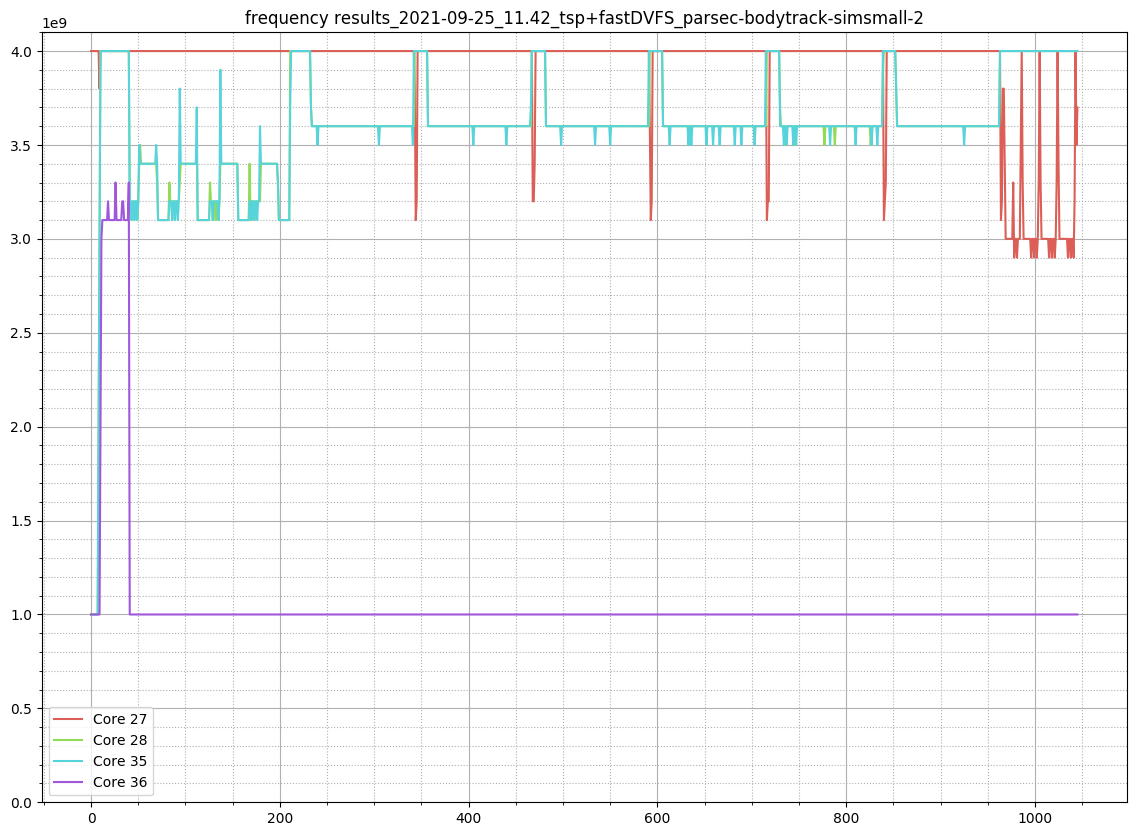 frequency results_2021-09-25_11.42_tsp+fastDVFS_parsec-bodytrack-simsmall-2
1e9
4.0
3.5
3.0
2.5
2.0
1.5
1.0
0.5
0.0
Core 27
Core 28
Core 35
Core 36
0 200 400 600 800 1000